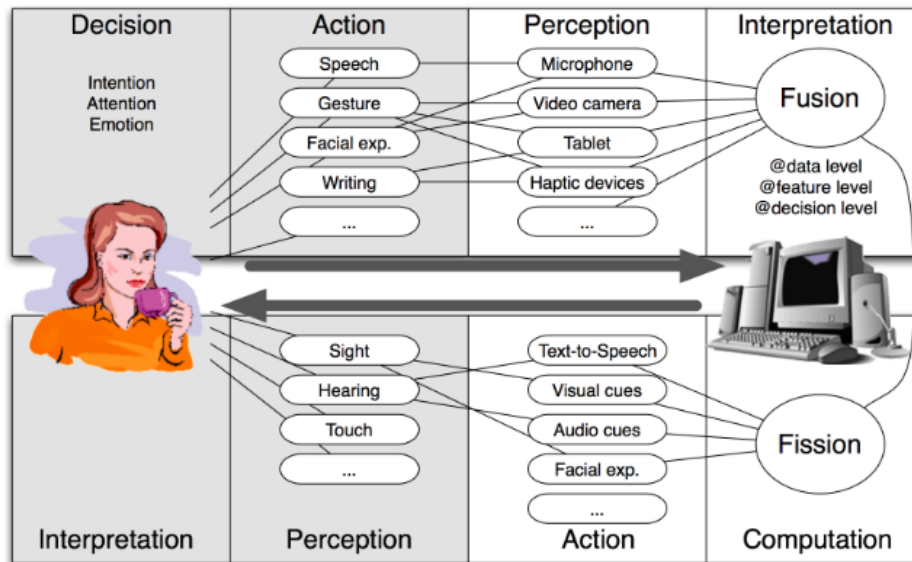 Decision
Action
Perception
Interpretation
Intention
Attention
Emotion
Speech
Gesture
Facial exp.
Writing
...
Microphone
Video camera
Tablet
Haptic devices
...
Fusion
@data level
@feature level
@decision level
Sight
Hearing
Touch
...
Text-to-Speech
Visual cues
Audio cues
Facial exp.
...
Fission
Interpretation
Perception
Action
Computation